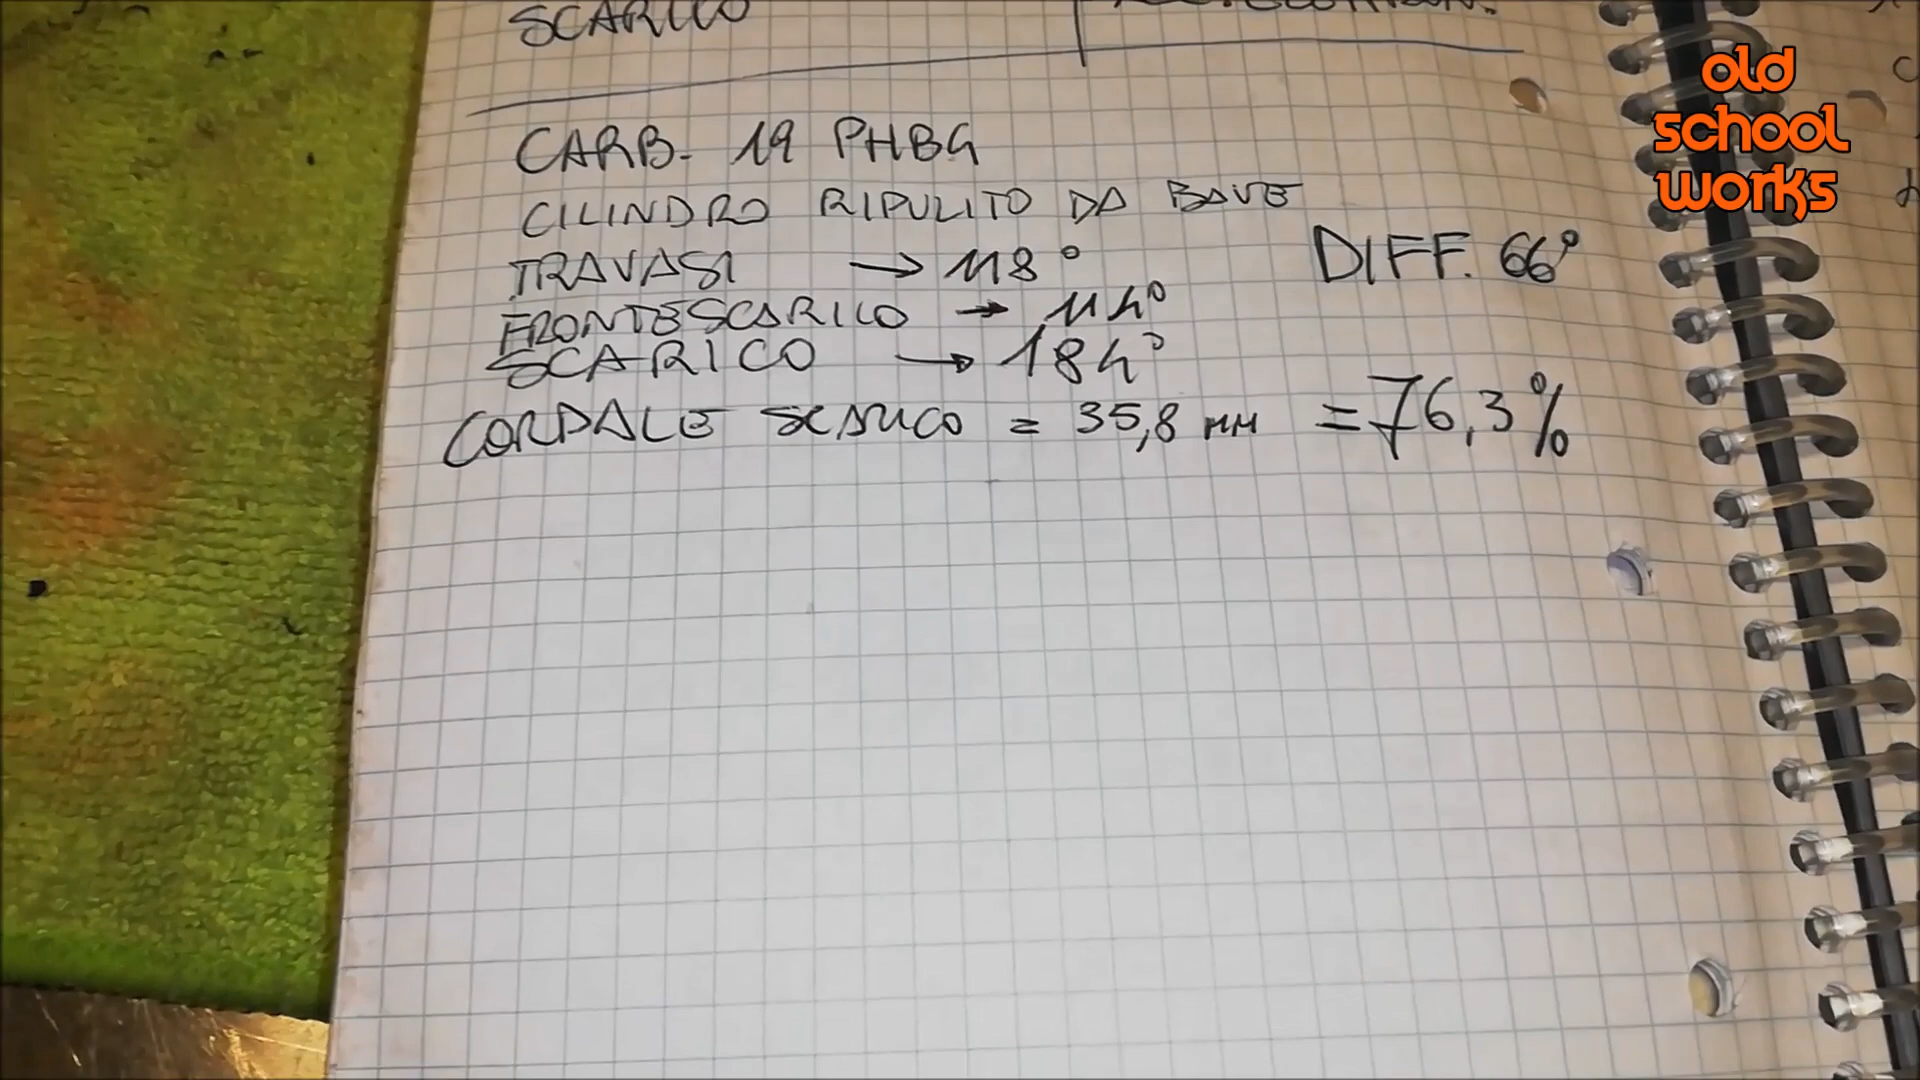 SCARICO
old
school
works
CARB. 19 PHBG
CILINDRO RIPULITO DA BAVE
TRAVASI → 118° DIFF. 66°
FRONTESCARICO → 114°
SCARICO → 184°
CORDALE SCARICO = 35,8 mm = 76,3%